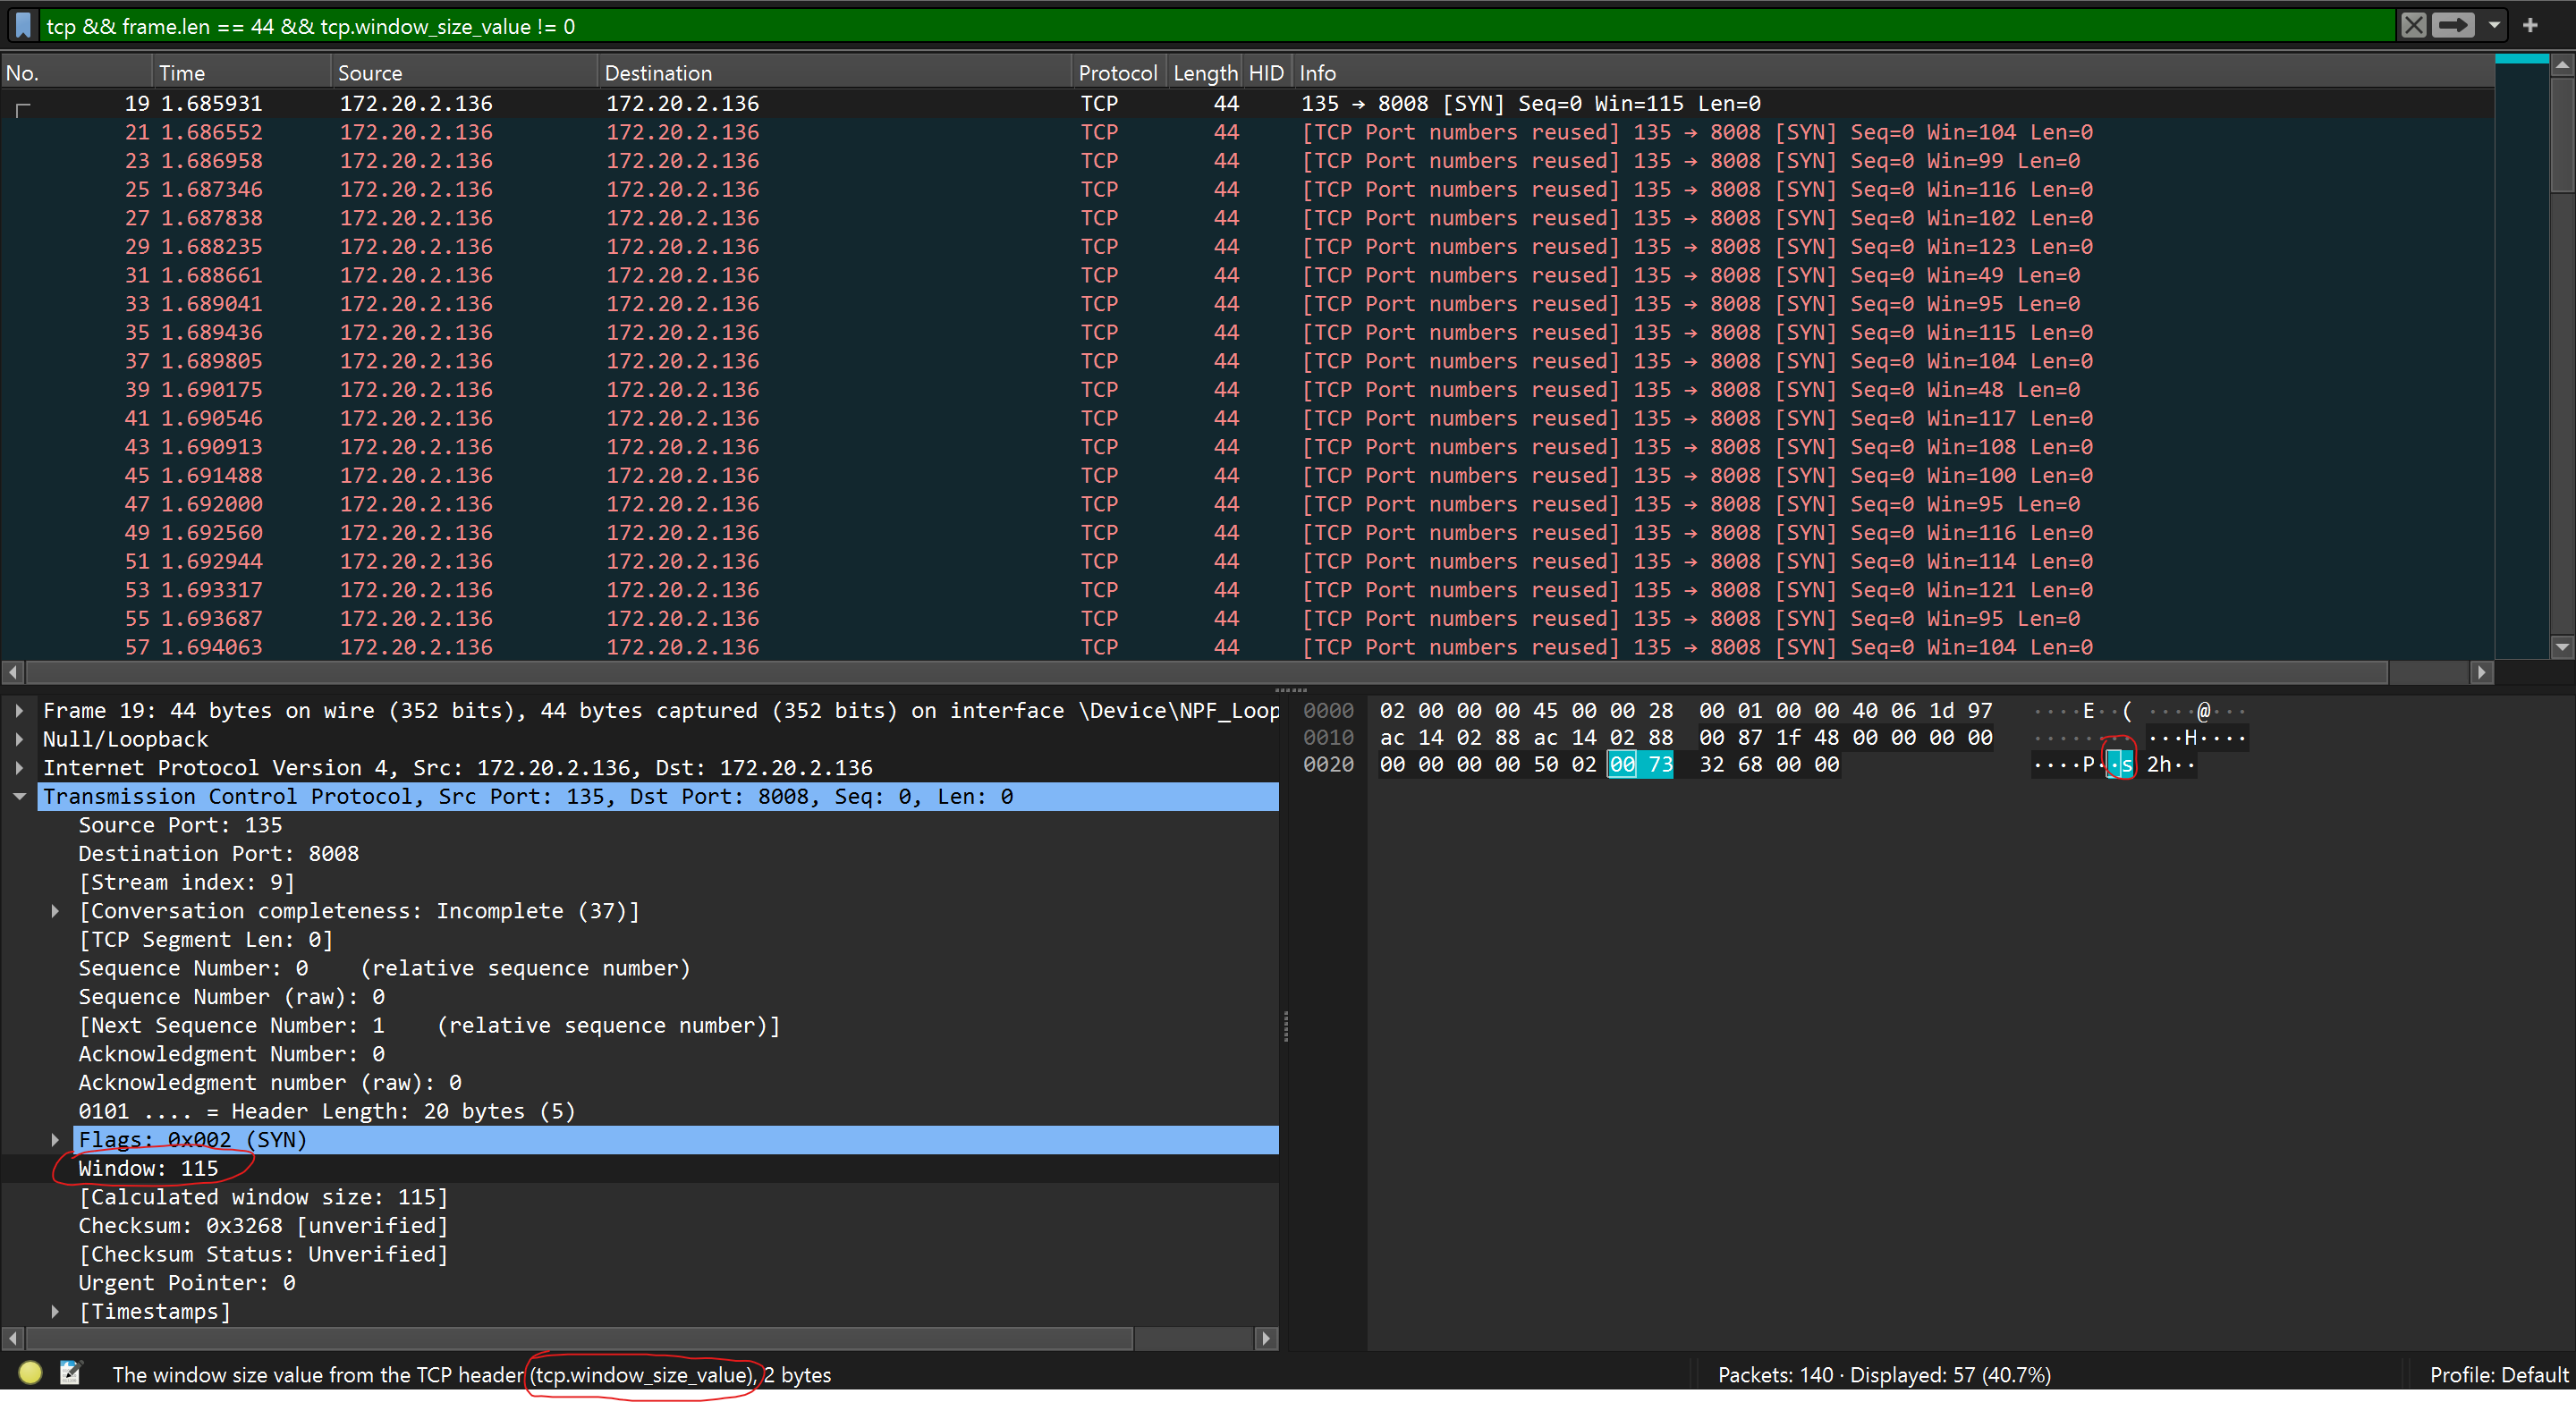 tcp && frame.len == 44 && tcp.window_size_value != 0
No. Time Source Destination Protocol Length HID Info
19 1.685931 172.20.2.136 172.20.2.136 TCP 44 135 → 8008 [SYN] Seq=0 Win=115 Len=0
21 1.686552 172.20.2.136 172.20.2.136 TCP 44 [TCP Port numbers reused] 135 → 8008 [SYN] Seq=0 Win=104 Len=0
23 1.686958 172.20.2.136 172.20.2.136 TCP 44 [TCP Port numbers reused] 135 → 8008 [SYN] Seq=0 Win=99 Len=0
25 1.687346 172.20.2.136 172.20.2.136 TCP 44 [TCP Port numbers reused] 135 → 8008 [SYN] Seq=0 Win=116 Len=0
27 1.687838 172.20.2.136 172.20.2.136 TCP 44 [TCP Port numbers reused] 135 → 8008 [SYN] Seq=0 Win=102 Len=0
29 1.688235 172.20.2.136 172.20.2.136 TCP 44 [TCP Port numbers reused] 135 → 8008 [SYN] Seq=0 Win=123 Len=0
31 1.688661 172.20.2.136 172.20.2.136 TCP 44 [TCP Port numbers reused] 135 → 8008 [SYN] Seq=0 Win=49 Len=0
33 1.689041 172.20.2.136 172.20.2.136 TCP 44 [TCP Port numbers reused] 135 → 8008 [SYN] Seq=0 Win=95 Len=0
35 1.689436 172.20.2.136 172.20.2.136 TCP 44 [TCP Port numbers reused] 135 → 8008 [SYN] Seq=0 Win=115 Len=0
37 1.689805 172.20.2.136 172.20.2.136 TCP 44 [TCP Port numbers reused] 135 → 8008 [SYN] Seq=0 Win=104 Len=0
39 1.690175 172.20.2.136 172.20.2.136 TCP 44 [TCP Port numbers reused] 135 → 8008 [SYN] Seq=0 Win=48 Len=0
41 1.690546 172.20.2.136 172.20.2.136 TCP 44 [TCP Port numbers reused] 135 → 8008 [SYN] Seq=0 Win=117 Len=0
43 1.690913 172.20.2.136 172.20.2.136 TCP 44 [TCP Port numbers reused] 135 → 8008 [SYN] Seq=0 Win=108 Len=0
45 1.691488 172.20.2.136 172.20.2.136 TCP 44 [TCP Port numbers reused] 135 → 8008 [SYN] Seq=0 Win=100 Len=0
47 1.692000 172.20.2.136 172.20.2.136 TCP 44 [TCP Port numbers reused] 135 → 8008 [SYN] Seq=0 Win=95 Len=0
49 1.692560 172.20.2.136 172.20.2.136 TCP 44 [TCP Port numbers reused] 135 → 8008 [SYN] Seq=0 Win=116 Len=0
51 1.692944 172.20.2.136 172.20.2.136 TCP 44 [TCP Port numbers reused] 135 → 8008 [SYN] Seq=0 Win=114 Len=0
53 1.693317 172.20.2.136 172.20.2.136 TCP 44 [TCP Port numbers reused] 135 → 8008 [SYN] Seq=0 Win=121 Len=0
55 1.693687 172.20.2.136 172.20.2.136 TCP 44 [TCP Port numbers reused] 135 → 8008 [SYN] Seq=0 Win=95 Len=0
57 1.694063 172.20.2.136 172.20.2.136 TCP 44 [TCP Port numbers reused] 135 → 8008 [SYN] Seq=0 Win=104 Len=0
Frame 19: 44 bytes on wire (352 bits), 44 bytes captured (352 bits) on interface \Device\NPF_Loop
Null/Loopback
Internet Protocol Version 4, Src: 172.20.2.136, Dst: 172.20.2.136
Transmission Control Protocol, Src Port: 135, Dst Port: 8008, Seq: 0, Len: 0
Source Port: 135
Destination Port: 8008
[Stream index: 9]
[Conversation completeness: Incomplete (37)]
[TCP Segment Len: 0]
Sequence Number: 0 (relative sequence number)
Sequence Number (raw): 0
[Next Sequence Number: 1 (relative sequence number)]
Acknowledgment Number: 0
Acknowledgment number (raw): 0
0101 .... = Header Length: 20 bytes (5)
Flags: 0x002 (SYN)
Window: 115
[Calculated window size: 115]
Checksum: 0x3268 [unverified]
[Checksum Status: Unverified]
Urgent Pointer: 0
[Timestamps]
0000 02 00 00 00 45 00 00 28 00 01 00 00 40 06 1d 97 ····E··( ····@···
0010 ac 14 02 88 ac 14 02 88 00 87 1f 48 00 00 00 00 ········ ···H····
0020 00 00 00 00 50 02 00 73 32 68 00 00 ····P··s 2h··
The window size value from the TCP header (tcp.window_size_value), 2 bytes
Packets: 140 · Displayed: 57 (40.7%)
Profile: Default